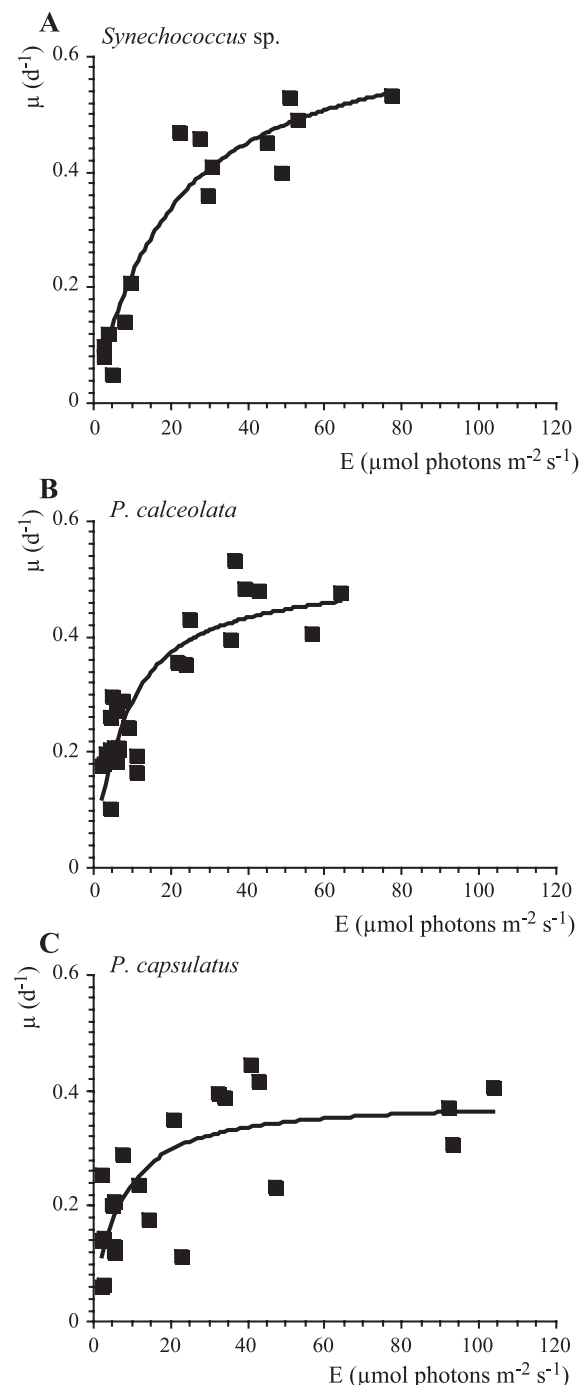 A
Synechococcus sp.
μ (d-1)
0.6
0.4
0.2
0
0 20 40 60 80 100 120
E (μmol photons m-2 s-1)
B
P. calceolata
μ (d-1)
0.6
0.4
0.2
0
0 20 40 60 80 100 120
E (μmol photons m-2 s-1)
C
P. capsulatus
μ (d-1)
0.6
0.4
0.2
0
0 20 40 60 80 100 120
E (μmol photons m-2 s-1)